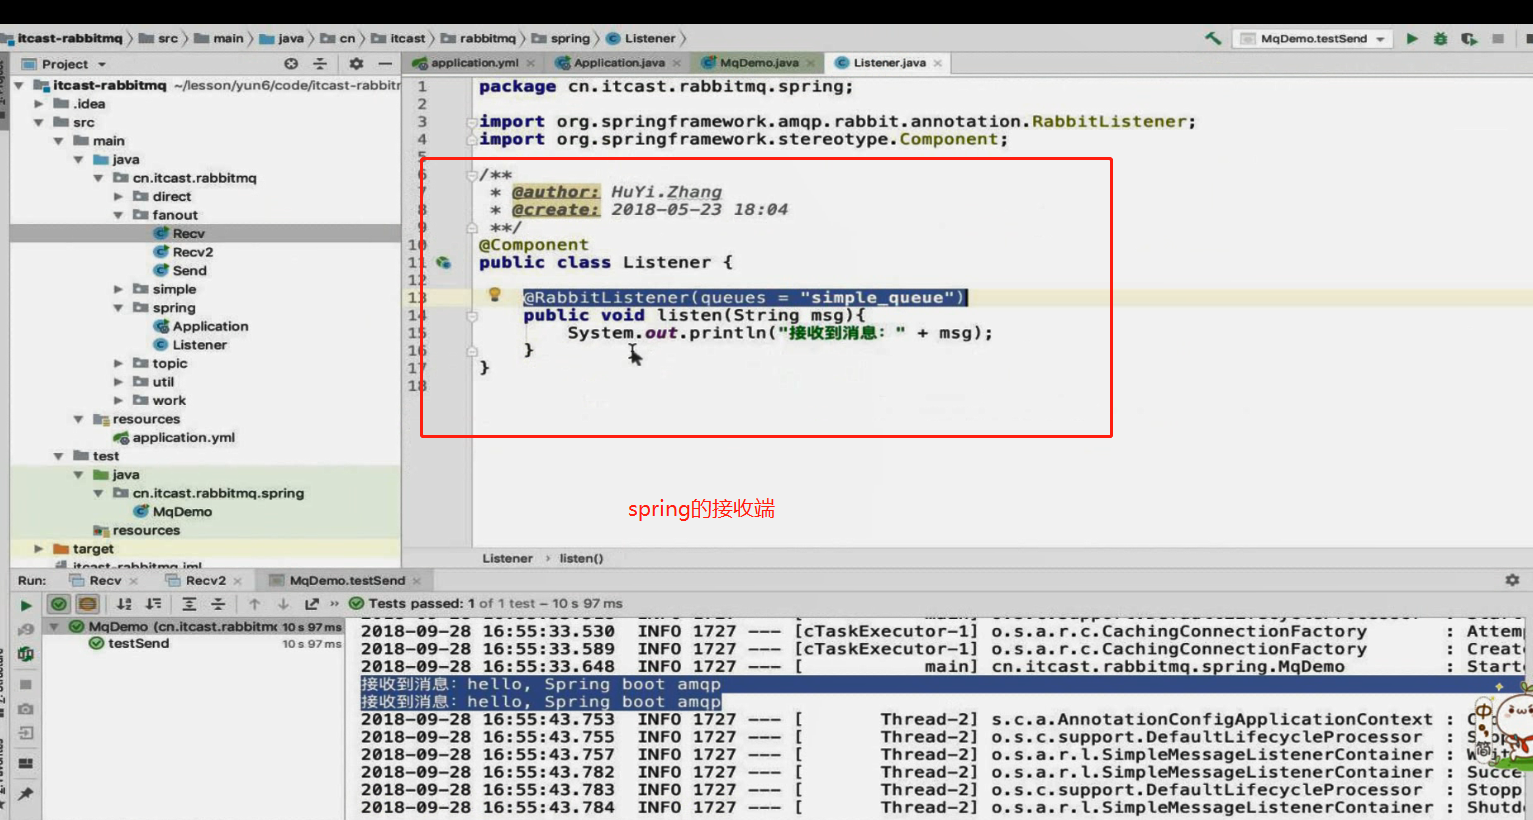 itcast-rabbitmq src main java cn itcast rabbitmq spring Listener
MqDemo.testSend
Project
application.yml Application.java MqDemo.java Listener.java
itcast-rabbitmq ~/lesson/yun6/code/itcast-rabbitr
.idea
src
main
java
cn.itcast.rabbitmq
direct
fanout
Recv
Recv2
Send
simple
spring
Application
Listener
topic
util
work
resources
application.yml
test
java
cn.itcast.rabbitmq.spring
MqDemo
resources
target
itcast-rabbitmq.iml
1 package cn.itcast.rabbitmq.spring;
2
3 import org.springframework.amqp.rabbit.annotation.RabbitListener;
4 import org.springframework.stereotype.Component;
5
6 /**
7 * @author: HuYi.Zhang
8 * @create: 2018-05-23 18:04
9 **/
10 @Component
11 public class Listener {
12
13 @RabbitListener(queues = "simple_queue")
14 public void listen(String msg){
15 System.out.println("接收到消息：" + msg);
16 }
17 }
18
spring的接收端
Listener › listen()
Run: Recv Recv2 MqDemo.testSend
Tests passed: 1 of 1 test – 10 s 97 ms
MqDemo (cn.itcast.rabbitmc 10 s 97 ms
testSend 10 s 97 ms
2018-09-28 16:55:33.530 INFO 1727 --- [cTaskExecutor-1] o.s.a.r.c.CachingConnectionFactory : Attem
2018-09-28 16:55:33.589 INFO 1727 --- [cTaskExecutor-1] o.s.a.r.c.CachingConnectionFactory : Create
2018-09-28 16:55:33.648 INFO 1727 --- [ main] cn.itcast.rabbitmq.spring.MqDemo : Starte
接收到消息：hello, Spring boot amqp
接收到消息：hello, Spring boot amqp
2018-09-28 16:55:43.753 INFO 1727 --- [ Thread-2] s.c.a.AnnotationConfigApplicationContext :
2018-09-28 16:55:43.755 INFO 1727 --- [ Thread-2] o.s.c.support.DefaultLifecycleProcessor :
2018-09-28 16:55:43.757 INFO 1727 --- [ Thread-2] o.s.a.r.l.SimpleMessageListenerContainer :
2018-09-28 16:55:43.782 INFO 1727 --- [ Thread-2] o.s.a.r.l.SimpleMessageListenerContainer : Succe
2018-09-28 16:55:43.783 INFO 1727 --- [ Thread-2] o.s.c.support.DefaultLifecycleProcessor : Stopp
2018-09-28 16:55:43.784 INFO 1727 --- [ Thread-2] o.s.a.r.l.SimpleMessageListenerContainer : Shutd
中
简